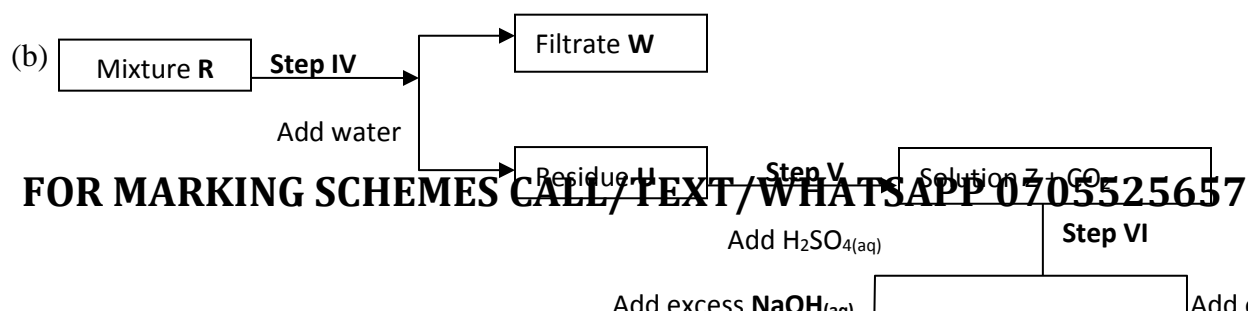 (b)
Mixture R
Step IV
Add water
Filtrate W
Residue U
Step V
Solution Z + CO₂
FOR MARKING SCHEMES CALL/TEXT/WHATSAPP 0705525657
Add H₂SO₄(aq)
Step VI
Add excess NaOH(aq)
Add